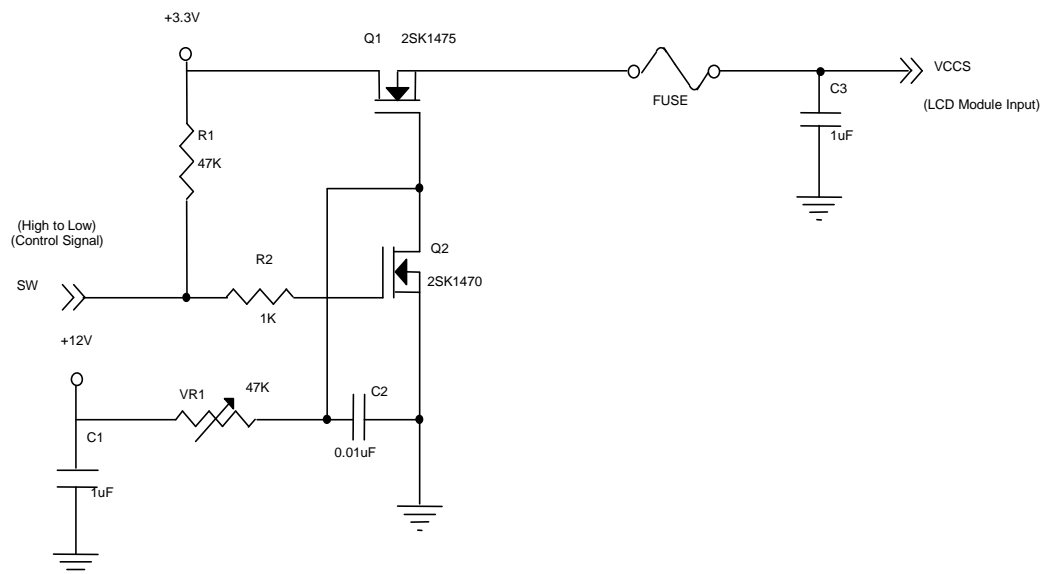 +3.3V
Q1 2SK1475
FUSE
VCCS
(LCD Module Input)
C3
1uF
R1
47K
(High to Low)
(Control Signal)
SW
R2
1K
Q2
2SK1470
+12V
VR1
47K
C1
1uF
C2
0.01uF